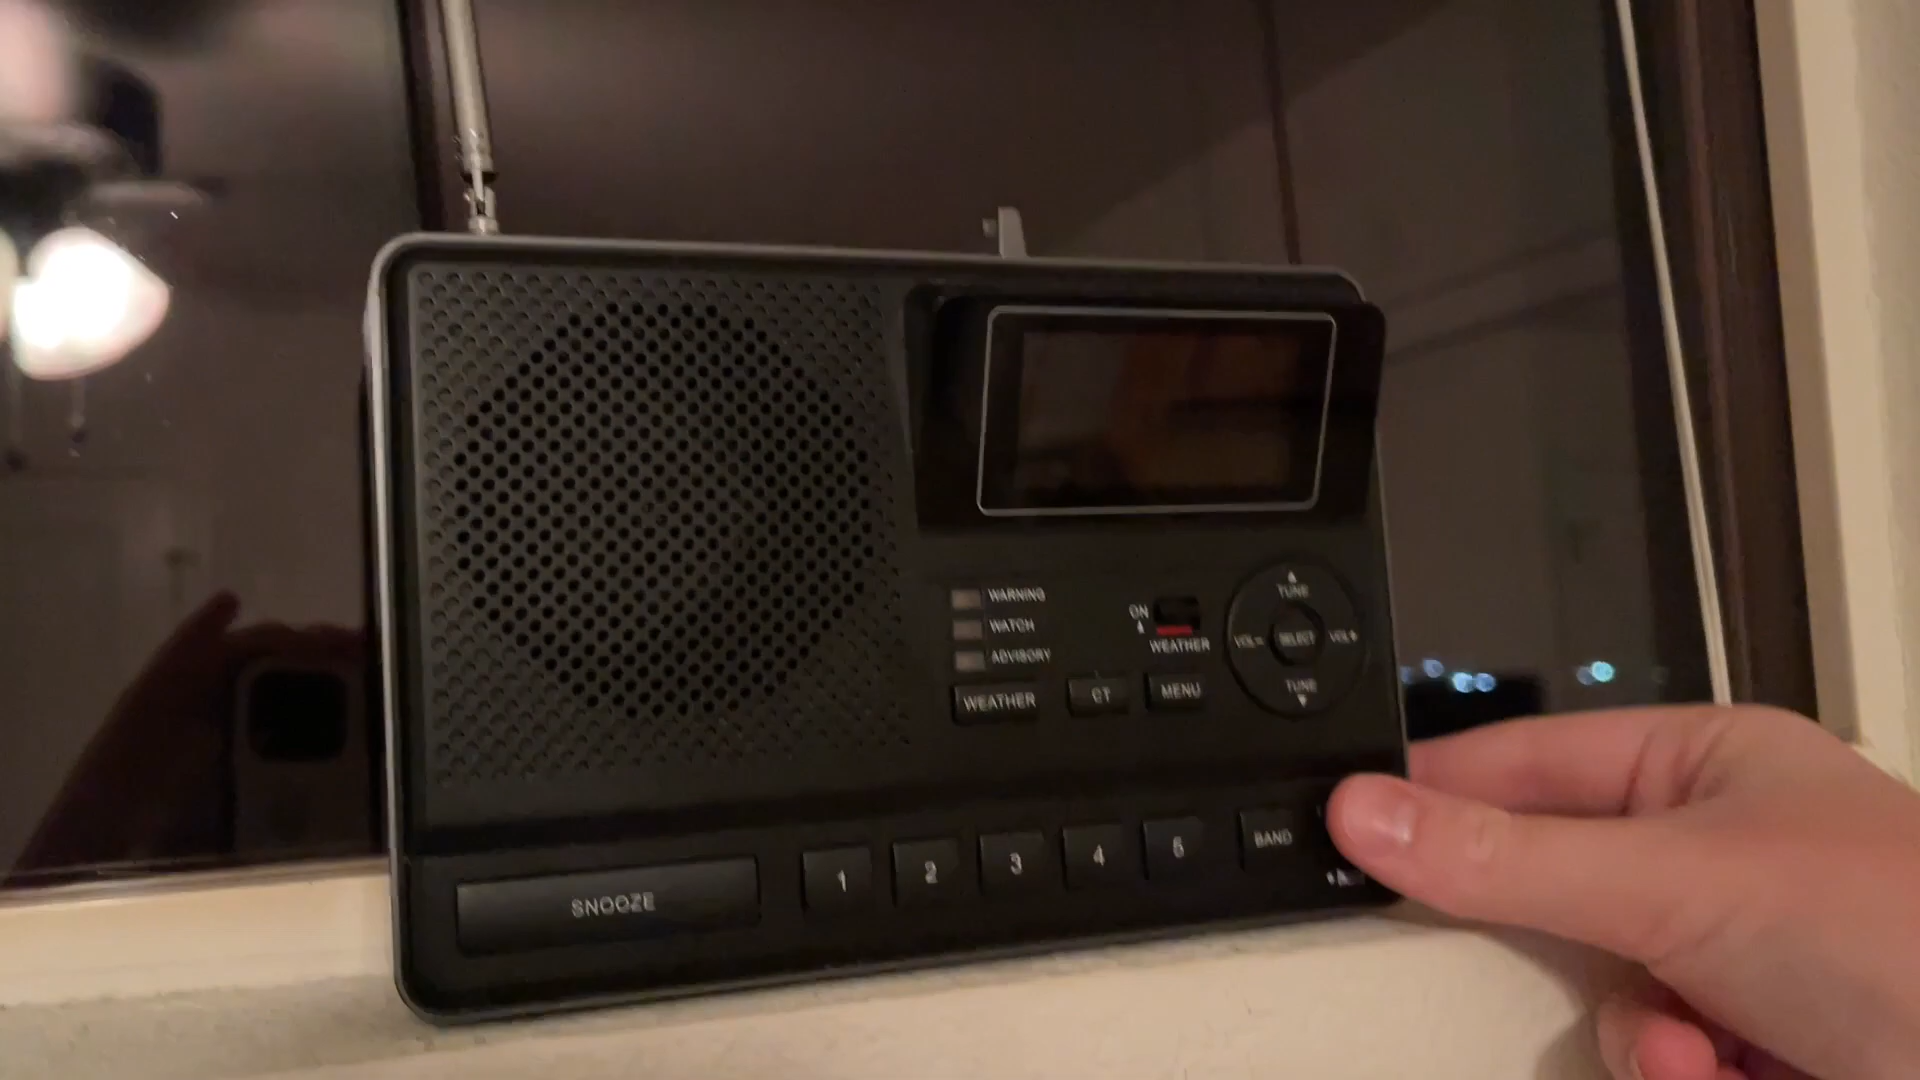 WARNING
WATCH
ADVISORY
ON
WEATHER
TUNE
VOL-
SELECT
VOL+
TUNE
WEATHER
CT
MENU
SNOOZE
1
2
3
4
5
BAND